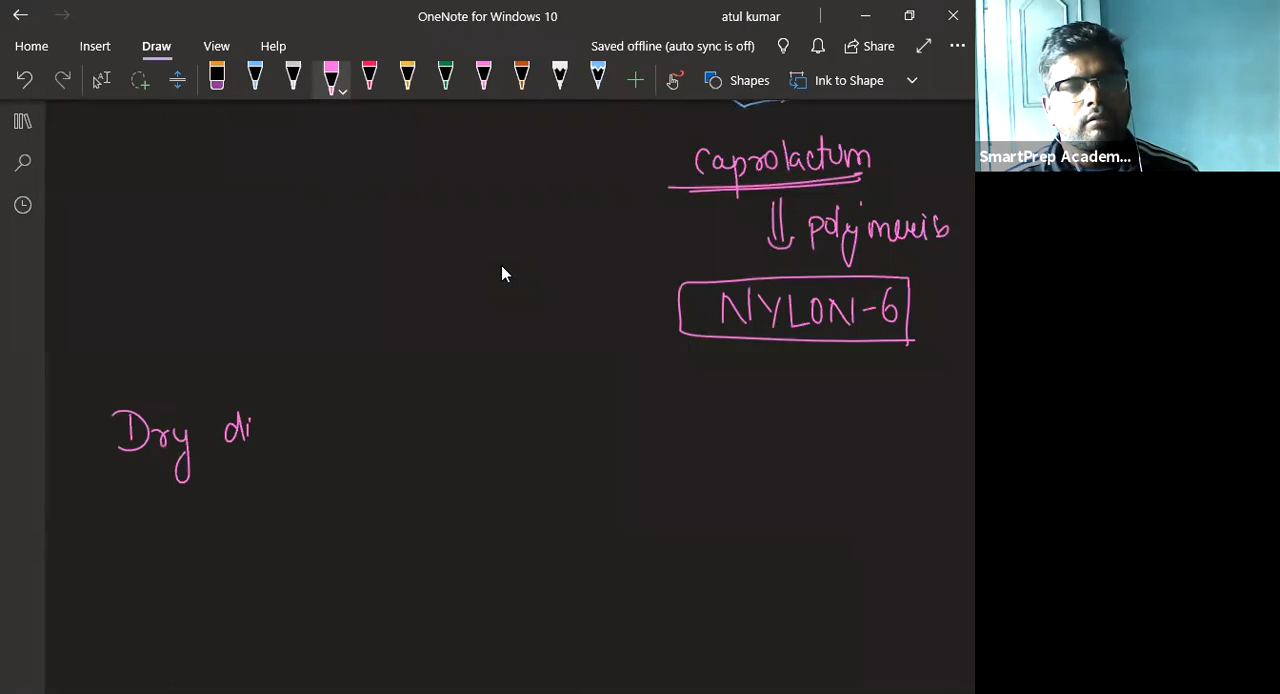 OneNote for Windows 10
atul kumar
Home Insert Draw View Help
Saved offline (auto sync is off)
Share
Shapes
Ink to Shape
SmartPrep Academ...
Caprolactum
polymeris
NYLON-6
Dry di